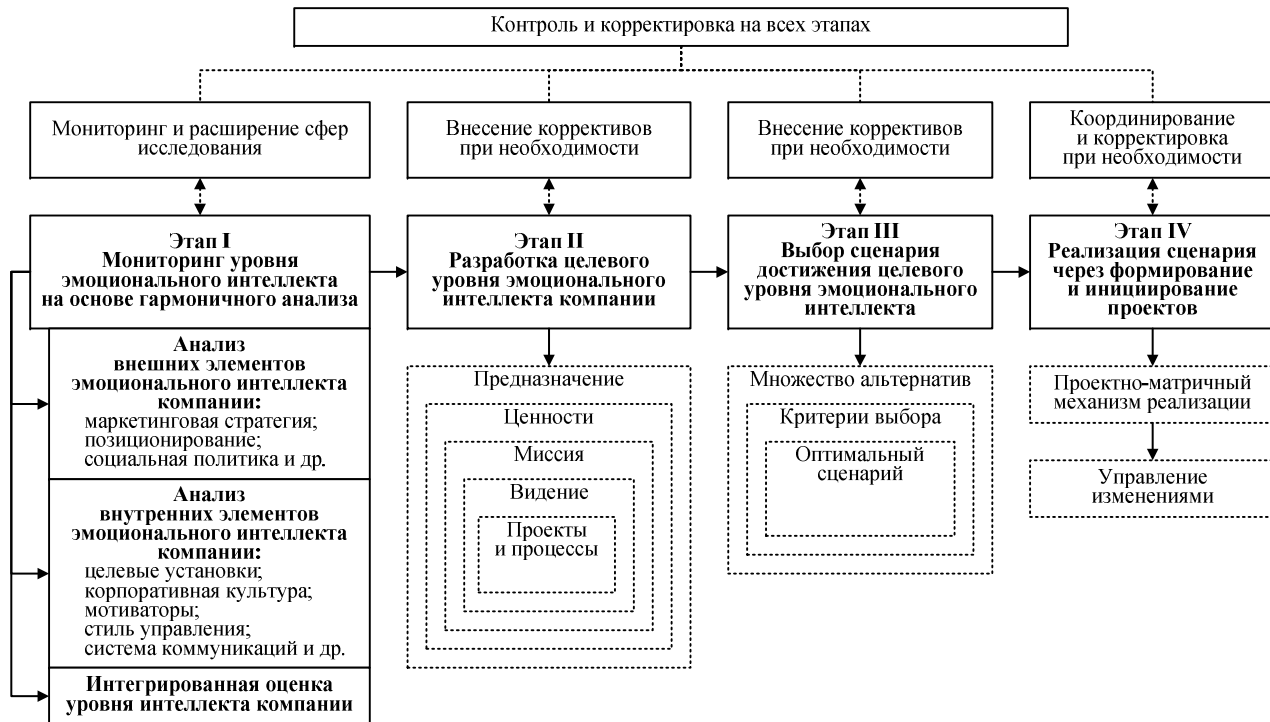 Контроль и корректировка на всех этапах
Мониторинг и расширение сфер
исследования
Внесение коррективов
при необходимости
Внесение коррективов
при необходимости
Координирование
и корректировка
при необходимости
Этап I
Мониторинг уровня
эмоционального интеллекта
на основе гармоничного анализа
Этап II
Разработка целевого
уровня эмоционального
интеллекта компании
Этап III
Выбор сценария
достижения целевого
уровня эмоционального
интеллекта
Этап IV
Реализация сценария
через формирование
и инициирование
проектов
Анализ
внешних элементов
эмоционального интеллекта
компании:
маркетинговая стратегия;
позиционирование;
социальная политика и др.
Анализ
внутренних элементов
эмоционального интеллекта
компании:
целевые установки;
корпоративная культура;
мотиваторы;
стиль управления;
система коммуникаций и др.
Интегрированная оценка
уровня интеллекта компании
Предназначение
Ценности
Миссия
Видение
Проекты
и процессы
Множество альтернатив
Критерии выбора
Оптимальный
сценарий
Проектно-матричный
механизм реализации
Управление
изменениями